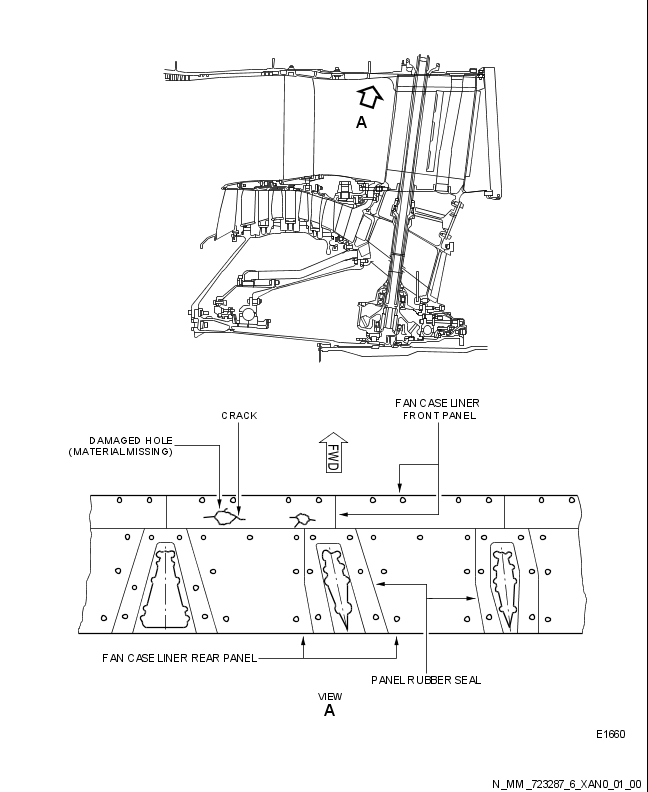 A
FAN CASE LINER
FRONT PANEL
CRACK
DAMAGED HOLE
(MATERIAL MISSING)
FWD
FAN CASE LINER REAR PANEL
PANEL RUBBER SEAL
VIEW
A
E1660
N_MM_723287_6_XAN0_01_00